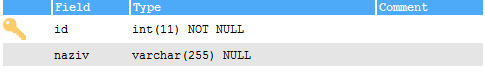 Field Type Comment
id int(11) NOT NULL
naziv varchar(255) NULL